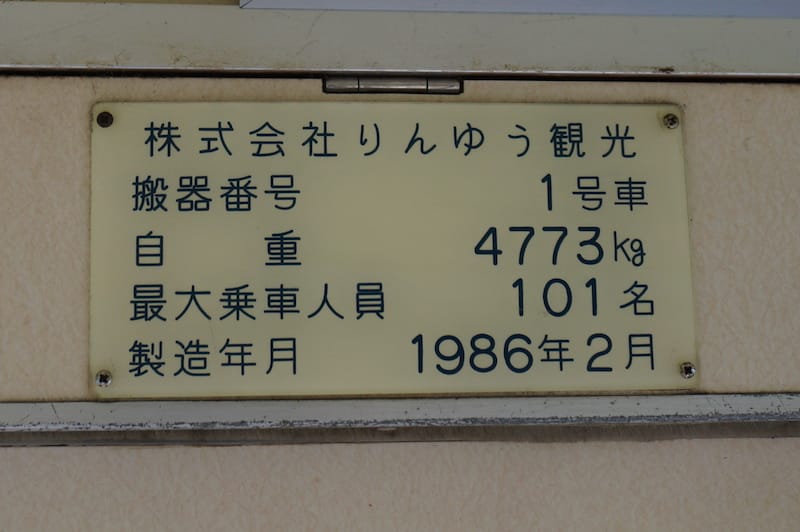 株式会社りんゆう観光
搬器番号 1号車
自重 4773kg
最大乗車人員 101名
製造年月 1986年2月